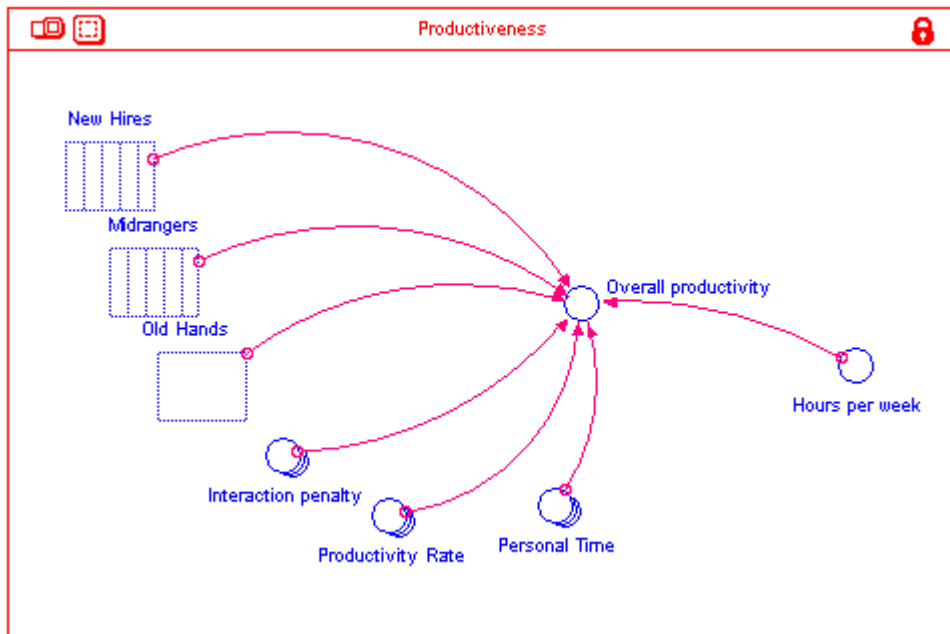 Productiveness
New Hires
Midrangers
Old Hands
Overall productivity
Hours per week
Interaction penalty
Productivity Rate
Personal Time